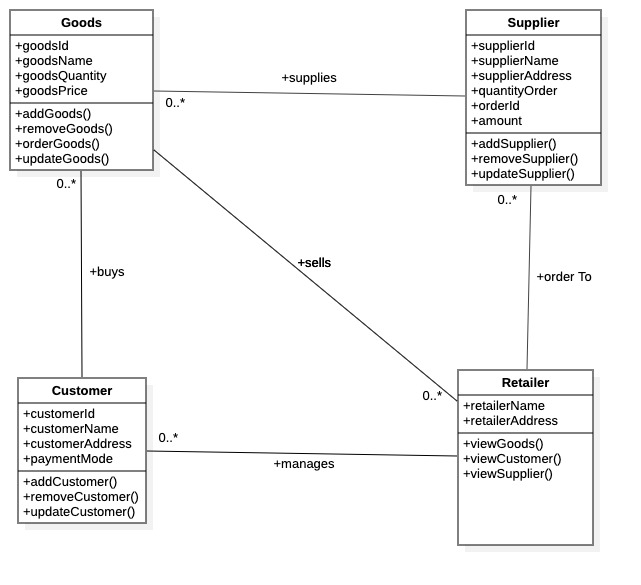 Goods
+goodsId
+goodsName
+goodsQuantity
+goodsPrice
+addGoods()
+removeGoods()
+orderGoods()
+updateGoods()
+supplies
0..*
Supplier
+supplierId
+supplierName
+supplierAddress
+quantityOrder
+orderId
+amount
+addSupplier()
+removeSupplier()
+updateSupplier()
0..*
0..*
+buys
+sells
+order To
0..*
Customer
+customerId
+customerName
+customerAddress
+paymentMode
+addCustomer()
+removeCustomer()
+updateCustomer()
0..*
+manages
Retailer
+retailerName
+retailerAddress
+viewGoods()
+viewCustomer()
+viewSupplier()